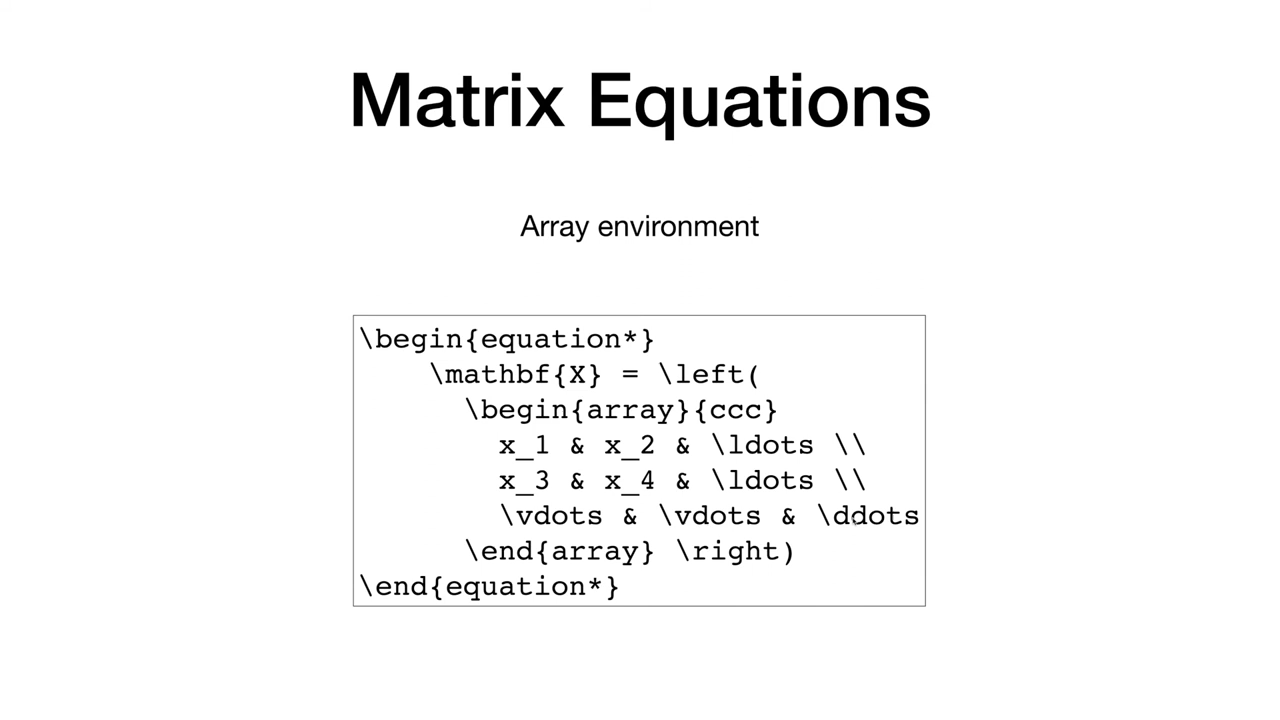 Matrix Equations
Array environment
\begin{equation*}
\mathbf{X} = \left(
\begin{array}{ccc}
x_1 & x_2 & \ldots \\
x_3 & x_4 & \ldots \\
\vdots & \vdots & \ddots
\end{array} \right)
\end{equation*}